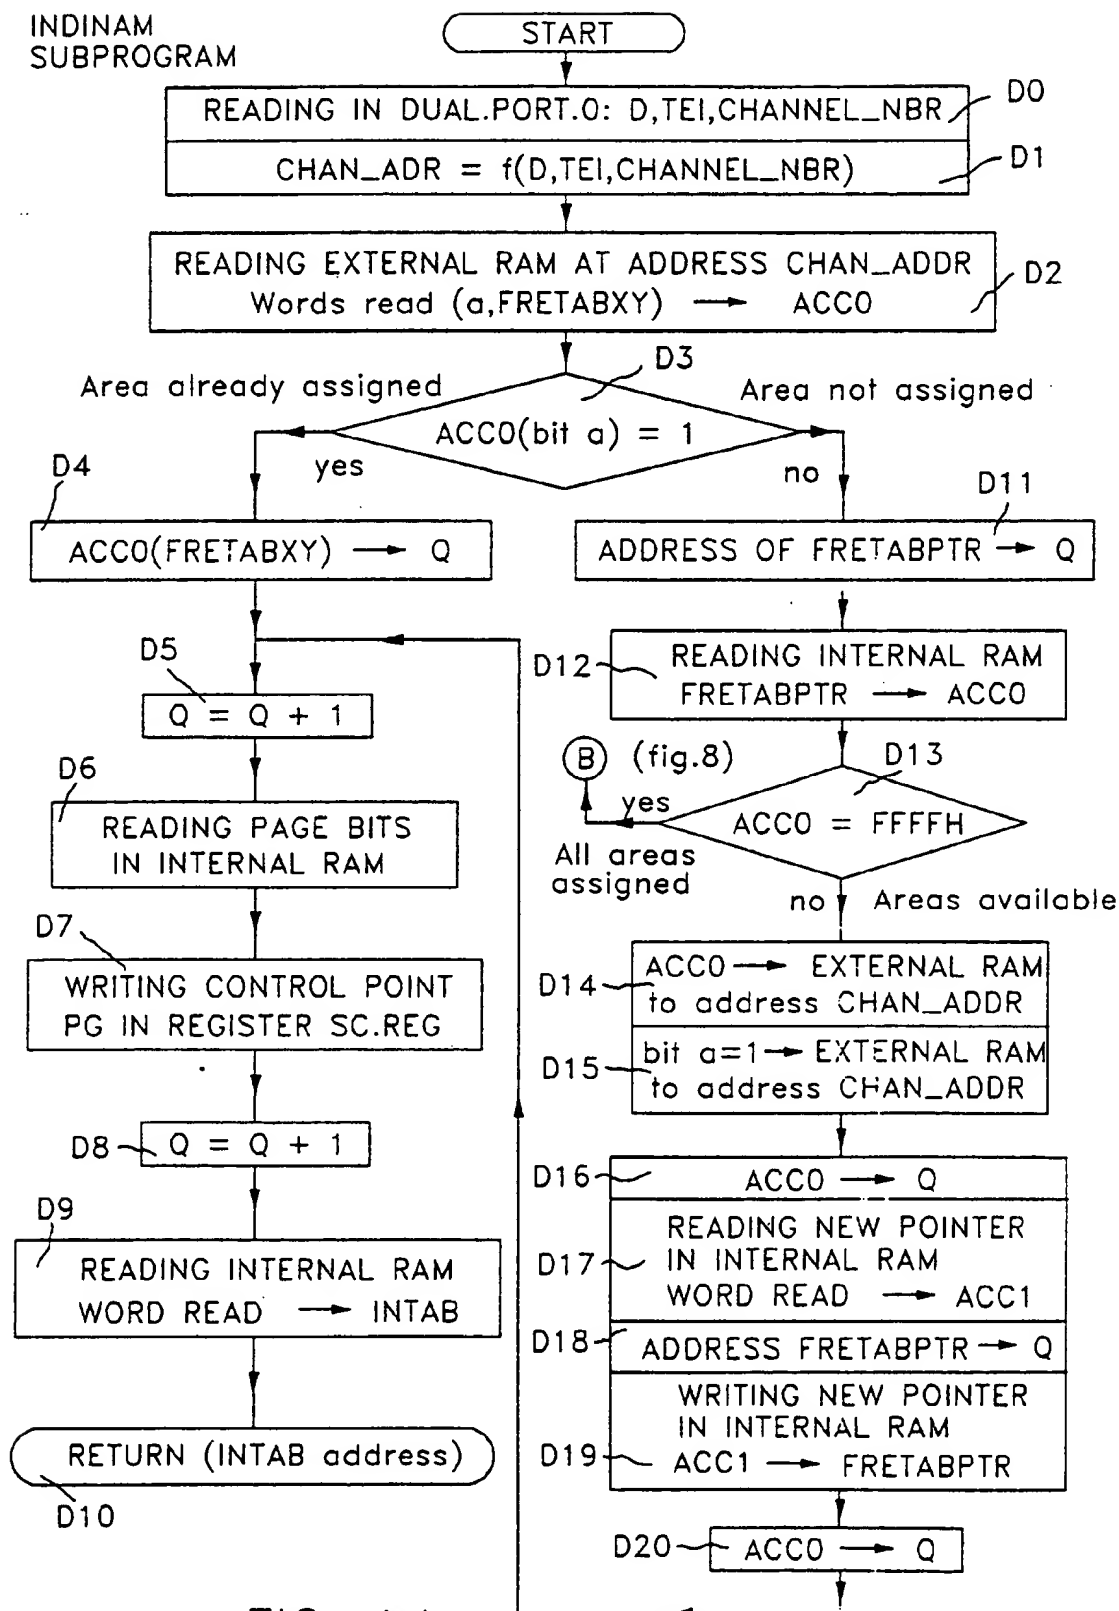 INDINAM
SUBPROGRAM
START
READING IN DUAL.PORT.0: D,TEI,CHANNEL_NBR
D0
CHAN_ADR = f(D,TEI,CHANNEL_NBR)
D1
READING EXTERNAL RAM AT ADDRESS CHAN_ADDR
Words read (a,FRETABXY) → ACC0
D2
D3
Area already assigned
Area not assigned
ACC0(bit a) = 1
yes
no
D4
ACC0(FRETABXY) → Q
D11
ADDRESS OF FRETABPTR → Q
D5
Q = Q + 1
D12
READING INTERNAL RAM
FRETABPTR → ACC0
B (fig.8)
D13
D6
READING PAGE BITS
IN INTERNAL RAM
yes
ACC0 = FFFFH
All areas
assigned
no
Areas available
D7
WRITING CONTROL POINT
PG IN REGISTER SC.REG
D14
ACC0 → EXTERNAL RAM
to address CHAN_ADDR
D15
bit a=1 → EXTERNAL RAM
to address CHAN_ADDR
D8
Q = Q + 1
D16
ACC0 → Q
D9
READING INTERNAL RAM
WORD READ → INTAB
D17
READING NEW POINTER
IN INTERNAL RAM
WORD READ → ACC1
D18
ADDRESS FRETABPTR → Q
D19
WRITING NEW POINTER
IN INTERNAL RAM
ACC1 → FRETABPTR
RETURN (INTAB address)
D10
D20
ACC0 → Q